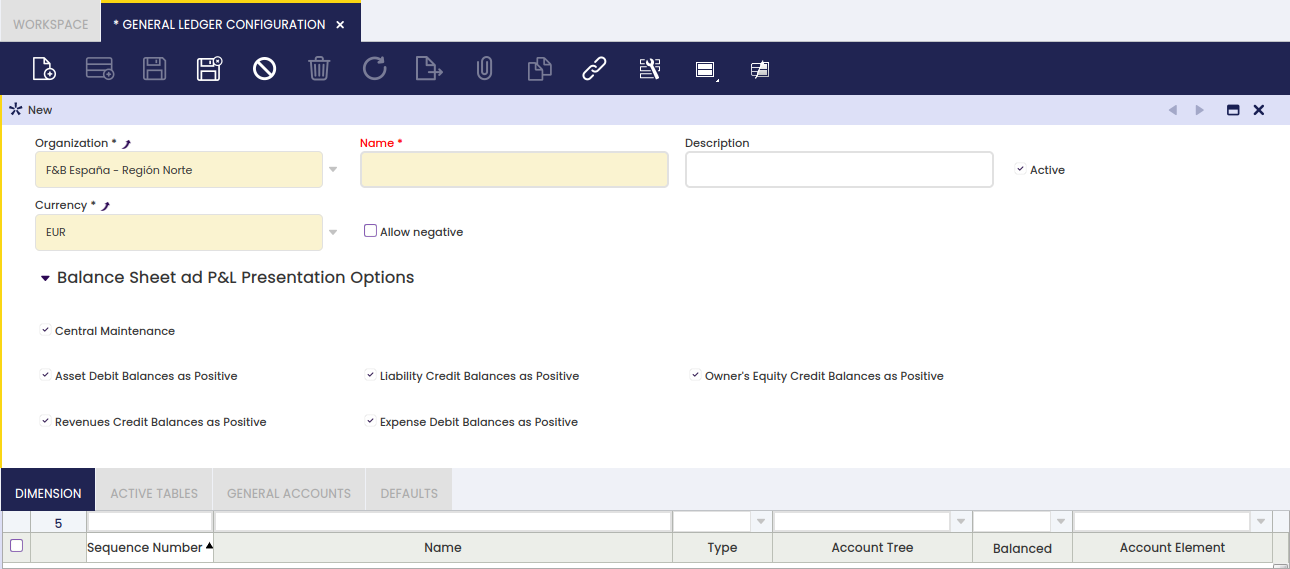 WORKSPACE
* GENERAL LEDGER CONFIGURATION
New
Organization *
Name *
Description
F&B España - Región Norte
Active
Currency *
EUR
Allow negative
Balance Sheet ad P&L Presentation Options
Central Maintenance
Asset Debit Balances as Positive
Liability Credit Balances as Positive
Owner's Equity Credit Balances as Positive
Revenues Credit Balances as Positive
Expense Debit Balances as Positive
DIMENSION
ACTIVE TABLES
GENERAL ACCOUNTS
DEFAULTS
5
Sequence Number
Name
Type
Account Tree
Balanced
Account Element